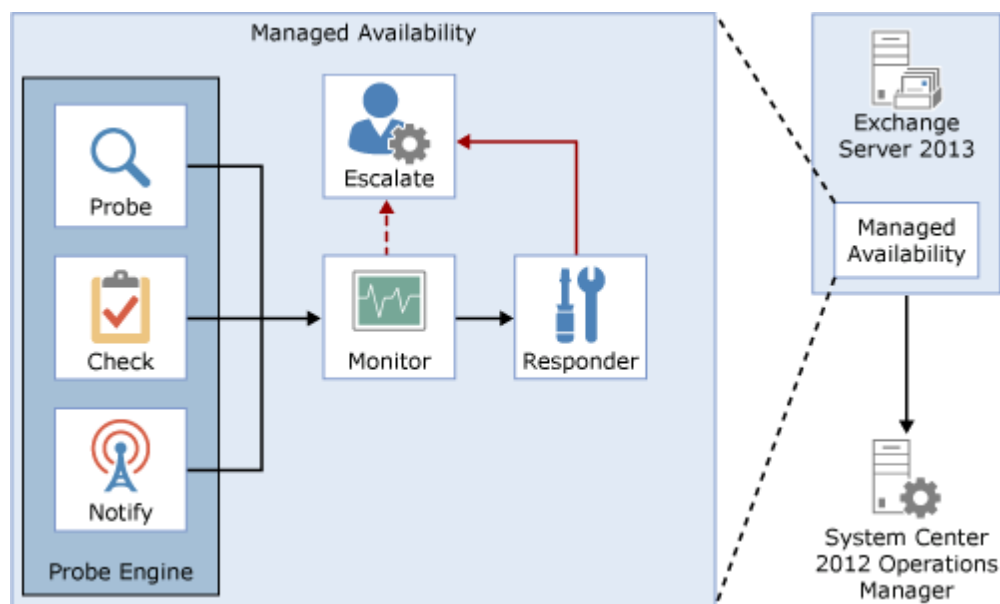 Managed Availability
Probe
Check
Notify
Probe Engine
Escalate
Monitor
Responder
Exchange
Server 2013
Managed
Availability
System Center
2012 Operations
Manager